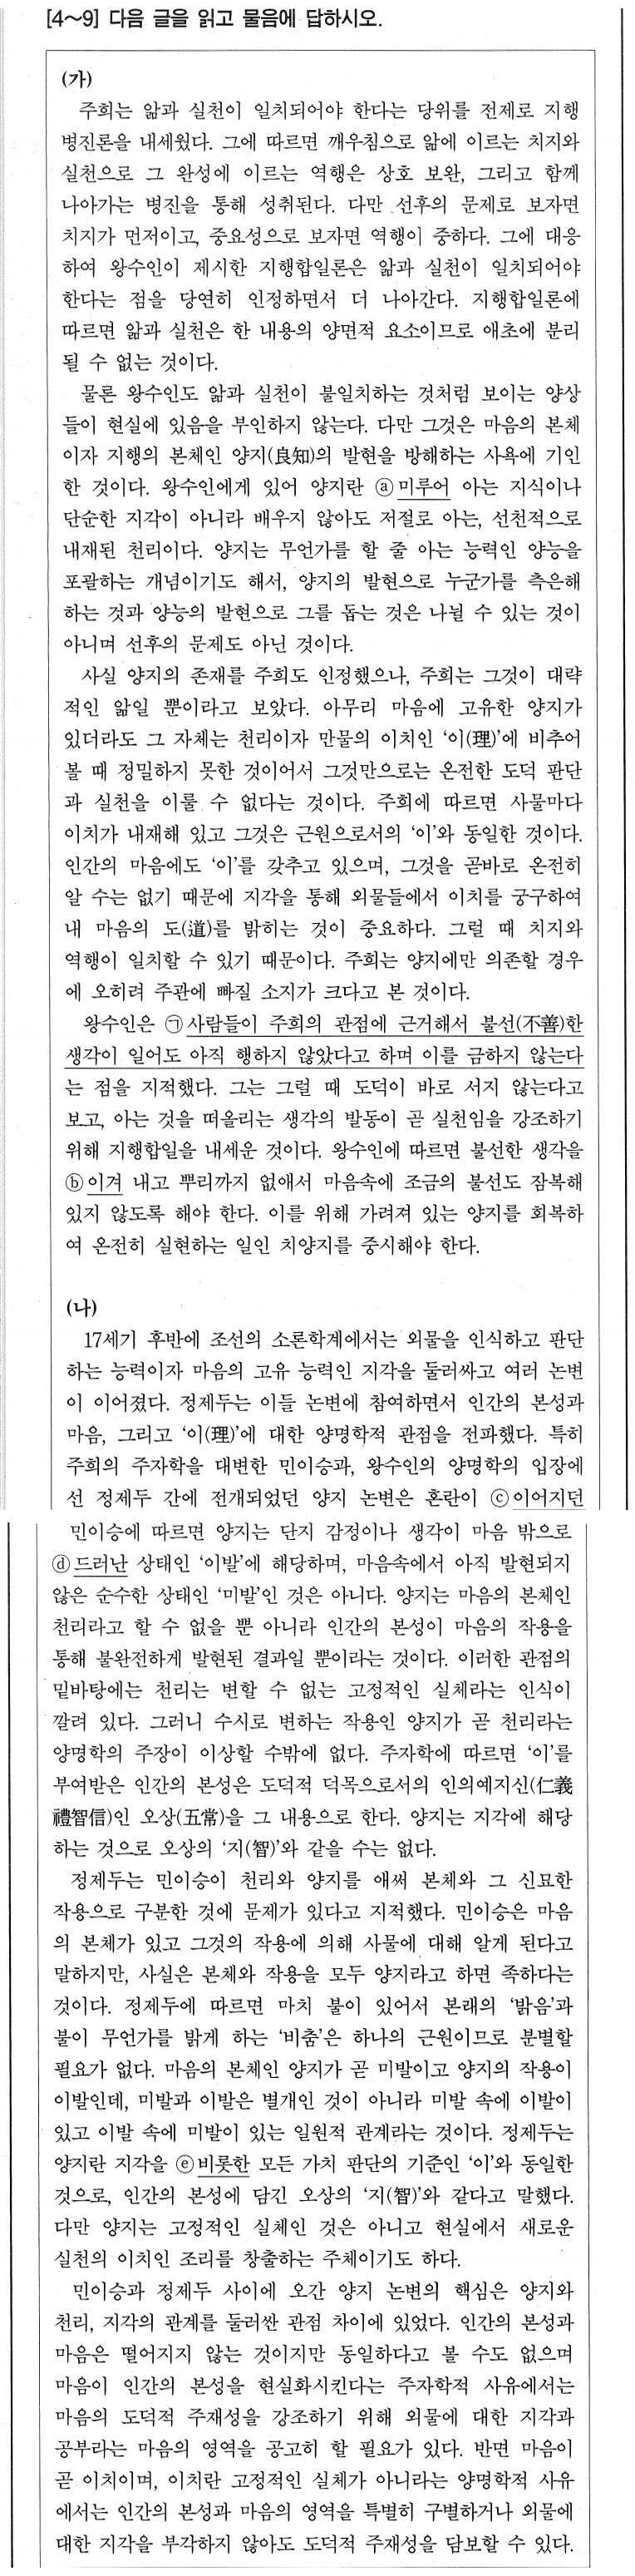 [4～9] 다음 글을 읽고 물음에 답하시오.
(가)
주희는 앎과 실천이 일치되어야 한다는 당위를 전제로 지행
병진론을 내세웠다. 그에 따르면 깨우침으로 앎에 이르는 치지와
실천으로 그 완성에 이르는 역행은 상호 보완, 그리고 함께
나아가는 병진을 통해 성취된다. 다만 선후의 문제로 보자면
치지가 먼저이고, 중요성으로 보자면 역행이 중하다. 그에 대응
하여 왕수인이 제시한 지행합일론은 앎과 실천이 일치되어야
한다는 점을 당연히 인정하면서 더 나아간다. 지행합일론에
따르면 앎과 실천은 한 내용의 양면적 요소이므로 애초에 분리
될 수 없는 것이다.
물론 왕수인도 앎과 실천이 불일치하는 것처럼 보이는 양상
들이 현실에 있음을 부인하지 않는다. 다만 그것은 마음의 본체
이자 지행의 본체인 양지(良知)의 발현을 방해하는 사욕에 기인
한 것이다. 왕수인에게 있어 양지란 ⓐ미루어 아는 지식이나
단순한 지각이 아니라 배우지 않아도 저절로 아는, 선천적으로
내재된 천리이다. 양지는 무언가를 할 줄 아는 능력인 양능을
포괄하는 개념이기도 해서, 양지의 발현으로 누군가를 측은해
하는 것과 양능의 발현으로 그를 돕는 것은 나뉠 수 있는 것이
아니며 선후의 문제도 아닌 것이다.
사실 양지의 존재를 주희도 인정했으나, 주희는 그것이 대략
적인 앎일 뿐이라고 보았다. 아무리 마음에 고유한 양지가
있더라도 그 자체는 천리이자 만물의 이치인 ‘이(理)’에 비추어
볼 때 정밀하지 못한 것이어서 그것만으로는 온전한 도덕 판단
과 실천을 이룰 수 없다는 것이다. 주희에 따르면 사물마다
이치가 내재해 있고 그것은 근원으로서의 ‘이’와 동일한 것이다.
인간의 마음에도 ‘이’를 갖추고 있으며, 그것을 곧바로 온전히
알 수는 없기 때문에 지각을 통해 외물들에서 이치를 궁구하여
내 마음의 도(道)를 밝히는 것이 중요하다. 그럴 때 치지와
역행이 일치할 수 있기 때문이다. 주희는 양지에만 의존할 경우
에 오히려 주관에 빠질 소지가 크다고 본 것이다.
왕수인은 ㉠사람들이 주희의 관점에 근거해서 불선(不善)한
생각이 일어도 아직 행하지 않았다고 하며 이를 금하지 않는다
는 점을 지적했다. 그는 그럴 때 도덕이 바로 서지 않는다고
보고, 아는 것을 떠올리는 생각의 발동이 곧 실천임을 강조하기
위해 지행합일을 내세운 것이다. 왕수인에 따르면 불선한 생각을
ⓑ이겨 내고 뿌리까지 없애서 마음속에 조금의 불선도 잠복해
있지 않도록 해야 한다. 이를 위해 가려져 있는 양지를 회복하
여 온전히 실현하는 일인 치양지를 중시해야 한다.
(나)
17세기 후반에 조선의 소론학계에서는 외물을 인식하고 판단
하는 능력이자 마음의 고유 능력인 지각을 둘러싸고 여러 논변
이 이어졌다. 정제두는 이들 논변에 참여하면서 인간의 본성과
마음, 그리고 ‘이(理)’에 대한 양명학적 관점을 전파했다. 특히
주희의 주자학을 대변한 민이승과, 왕수인의 양명학의 입장에
선 정제두 간에 전개되었던 양지 논변은 혼란이 ⓒ이어지던
민이승에 따르면 양지는 단지 감정이나 생각이 마음 밖으로
ⓓ드러난 상태인 ‘이발’에 해당하며, 마음속에서 아직 발현되지
않은 순수한 상태인 ‘미발’인 것은 아니다. 양지는 마음의 본체인
천리라고 할 수 없을 뿐 아니라 인간의 본성이 마음의 작용을
통해 불완전하게 발현된 결과일 뿐이라는 것이다. 이러한 관점의
밑바탕에는 천리는 변할 수 없는 고정적인 실체라는 인식이
깔려 있다. 그러니 수시로 변하는 작용인 양지가 곧 천리라는
양명학의 주장이 이상할 수밖에 없다. 주자학에 따르면 ‘이’를
부여받은 인간의 본성은 도덕적 덕목으로서의 인의예지신(仁義
禮智信)인 오상(五常)을 그 내용으로 한다. 양지는 지각에 해당
하는 것으로 오상의 ‘지(智)’와 같을 수는 없다.
정제두는 민이승이 천리와 양지를 애써 본체와 그 신묘한
작용으로 구분한 것에 문제가 있다고 지적했다. 민이승은 마음
의 본체가 있고 그것의 작용에 의해 사물에 대해 알게 된다고
말하지만, 사실은 본체와 작용을 모두 양지라고 하면 족하다는
것이다. 정제두에 따르면 마치 불이 있어서 본래의 ‘밝음’과
불이 무언가를 밝게 하는 ‘비춤’은 하나의 근원이므로 분별할
필요가 없다. 마음의 본체인 양지가 곧 미발이고 양지의 작용이
이발인데, 미발과 이발은 별개인 것이 아니라 미발 속에 이발이
있고 이발 속에 미발이 있는 일원적 관계라는 것이다. 정제두는
양지란 지각을 ⓔ비롯한 모든 가치 판단의 기준인 ‘이’와 동일한
것으로, 인간의 본성에 담긴 오상의 ‘지(智)’와 같다고 말했다.
다만 양지는 고정적인 실체인 것은 아니고 현실에서 새로운
실천의 이치인 조리를 창출하는 주체이기도 하다.
민이승과 정제두 사이에 오간 양지 논변의 핵심은 양지와
천리, 지각의 관계를 둘러싼 관점 차이에 있었다. 인간의 본성과
마음은 떨어지지 않는 것이지만 동일하다고 볼 수도 없으며
마음이 인간의 본성을 현실화시킨다는 주자학적 사유에서는
마음의 도덕적 주재성을 강조하기 위해 외물에 대한 지각과
공부라는 마음의 영역을 공고히 할 필요가 있다. 반면 마음이
곧 이치이며, 이치란 고정적인 실체가 아니라는 양명학적 사유
에서는 인간의 본성과 마음의 영역을 특별히 구별하거나 외물에
대한 지각을 부각하지 않아도 도덕적 주재성을 담보할 수 있다.